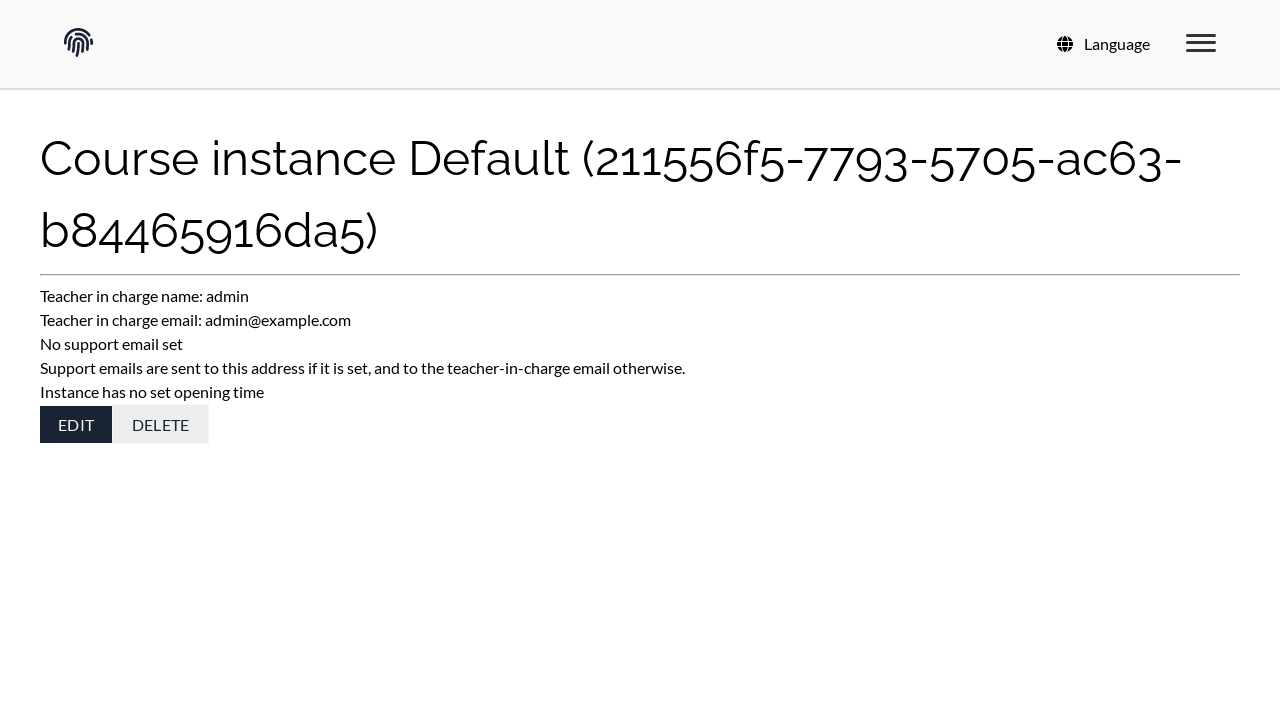 Language
Course instance Default (211556f5-7793-5705-ac63-
b84465916da5)
Teacher in charge name: admin
Teacher in charge email: admin@example.com
No support email set
Support emails are sent to this address if it is set, and to the teacher-in-charge email otherwise.
Instance has no set opening time
EDIT DELETE